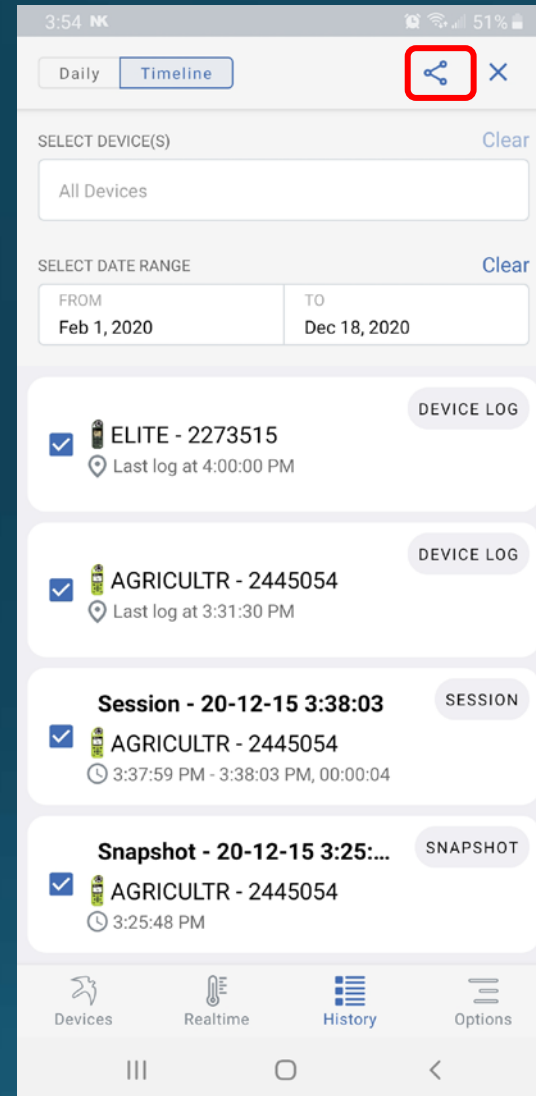 3:54 NK 51%
Daily Timeline
SELECT DEVICE(S) Clear
All Devices
SELECT DATE RANGE Clear
FROM TO
Feb 1, 2020 Dec 18, 2020
DEVICE LOG
ELITE - 2273515
Last log at 4:00:00 PM
DEVICE LOG
AGRICULTR - 2445054
Last log at 3:31:30 PM
Session - 20-12-15 3:38:03 SESSION
AGRICULTR - 2445054
3:37:59 PM - 3:38:03 PM, 00:00:04
Snapshot - 20-12-15 3:25:... SNAPSHOT
AGRICULTR - 2445054
3:25:48 PM
Devices Realtime History Options